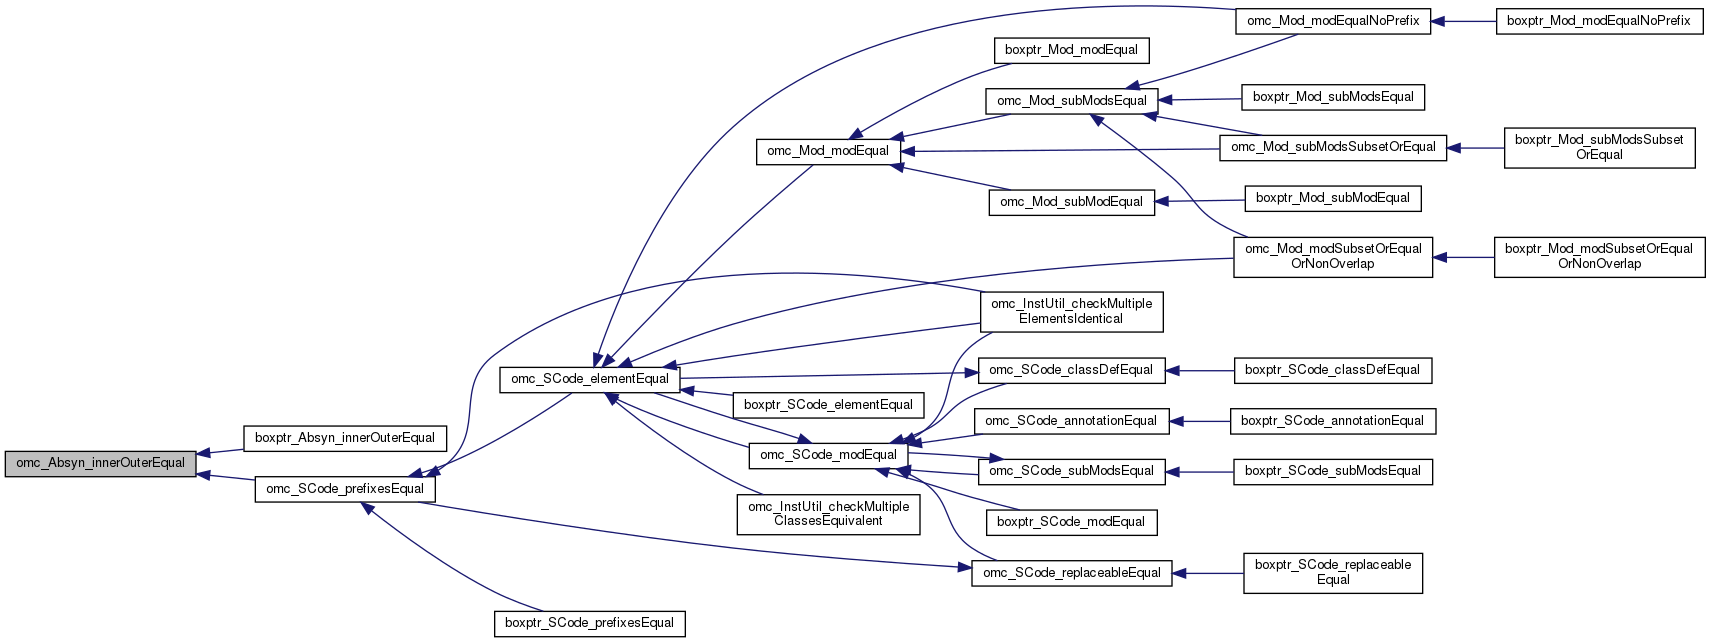 omc_Mod_modEqualNoPrefix
boxptr_Mod_modEqualNoPrefix
boxptr_Mod_modEqual
omc_Mod_subModsEqual
boxptr_Mod_subModsEqual
omc_Mod_modEqual
omc_Mod_subModsSubsetOrEqual
boxptr_Mod_subModsSubset
OrEqual
omc_Mod_subModEqual
boxptr_Mod_subModEqual
omc_Mod_modSubsetOrEqual
OrNonOverlap
boxptr_Mod_modSubsetOrEqual
OrNonOverlap
omc_InstUtil_checkMultiple
ElementsIdentical
omc_SCode_elementEqual
omc_SCode_classDefEqual
boxptr_SCode_classDefEqual
boxptr_SCode_elementEqual
omc_SCode_annotationEqual
boxptr_SCode_annotationEqual
boxptr_Absyn_innerOuterEqual
omc_Absyn_innerOuterEqual
omc_SCode_modEqual
omc_SCode_subModsEqual
boxptr_SCode_subModsEqual
omc_SCode_prefixesEqual
omc_InstUtil_checkMultiple
ClassesEquivalent
boxptr_SCode_modEqual
omc_SCode_replaceableEqual
boxptr_SCode_replaceable
Equal
boxptr_SCode_prefixesEqual